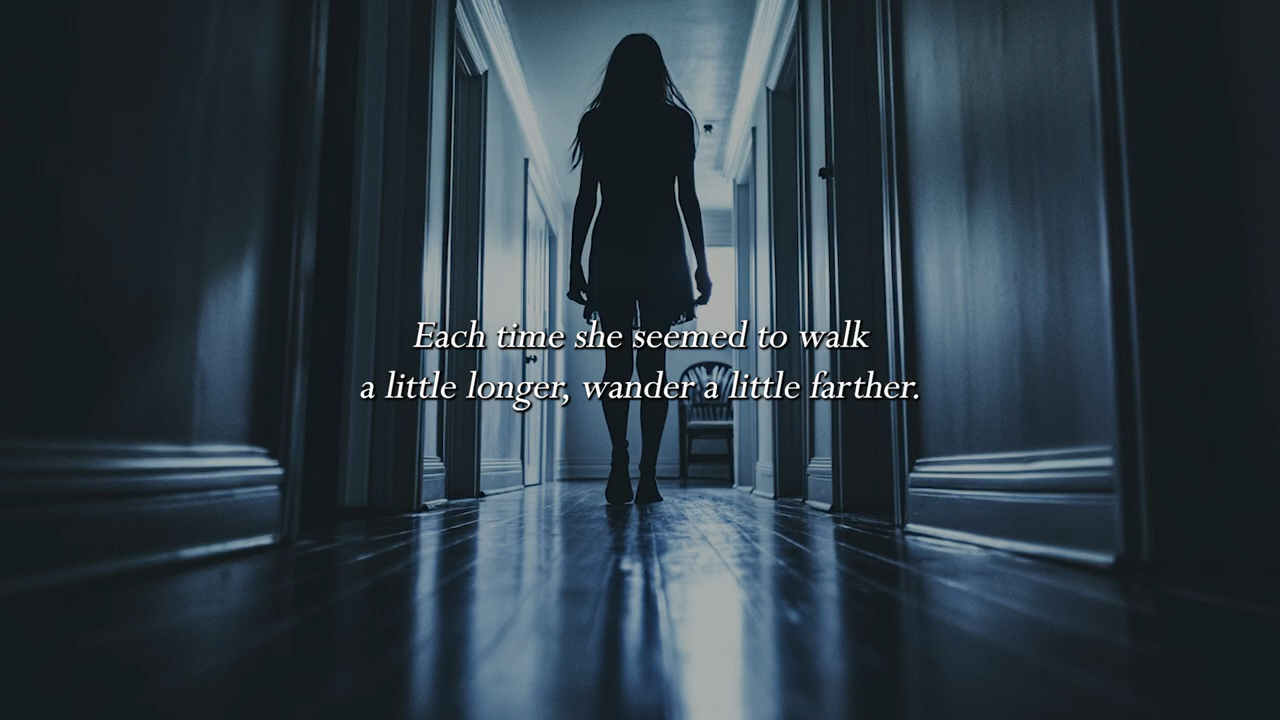 Each time she seemed to walk
a little longer, wander a little farther.